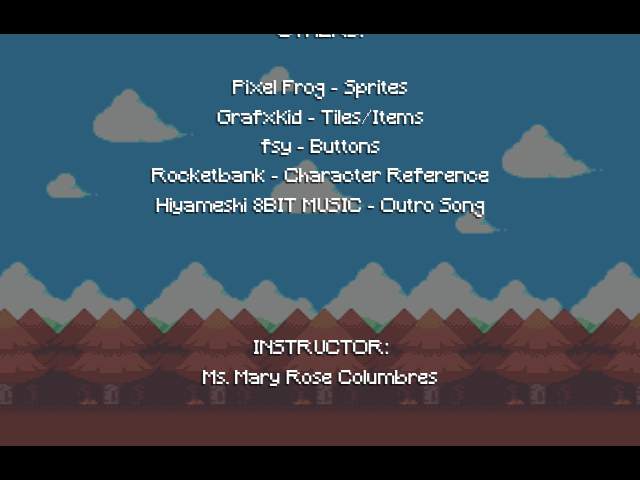 Pixel Frog - Sprites
GrafxKid - Tiles/Items
fsy - Buttons
Rocketbank - Character Reference
Hiyameshi 8BIT MUSIC - Outro Song
INSTRUCTOR:
Ms. Mary Rose Columbres